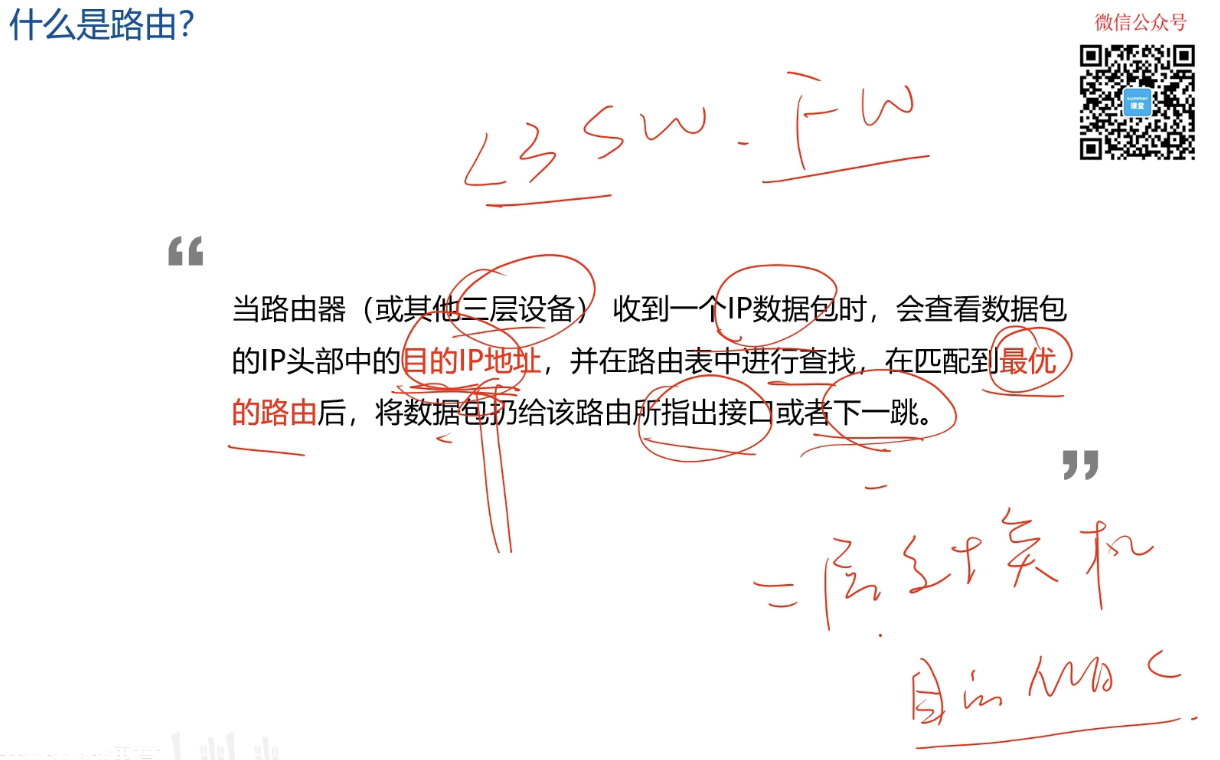 什么是路由?
微信公众号
summer
课堂
L3 SW. FW
“
当路由器（或其他三层设备） 收到一个IP数据包时，会查看数据包
的IP头部中的目的IP地址，并在路由表中进行查找，在匹配到最优
的路由后，将数据包扔给该路由所指出接口或者下一跳。
”
二层交换机
目的MAC